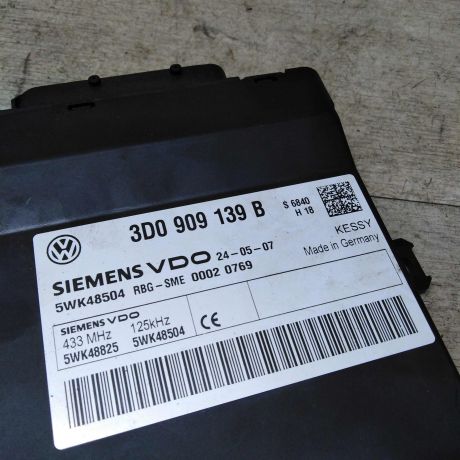 3D0 909 139 B
S 6840
H 18
SIEMENS VDO 24-05-07
KESSY
5WK48504 RBG-SME 0002 0769
Made in Germany
SIEMENS VDO
433 MHz 125kHz
5WK48825 5WK48504
CE